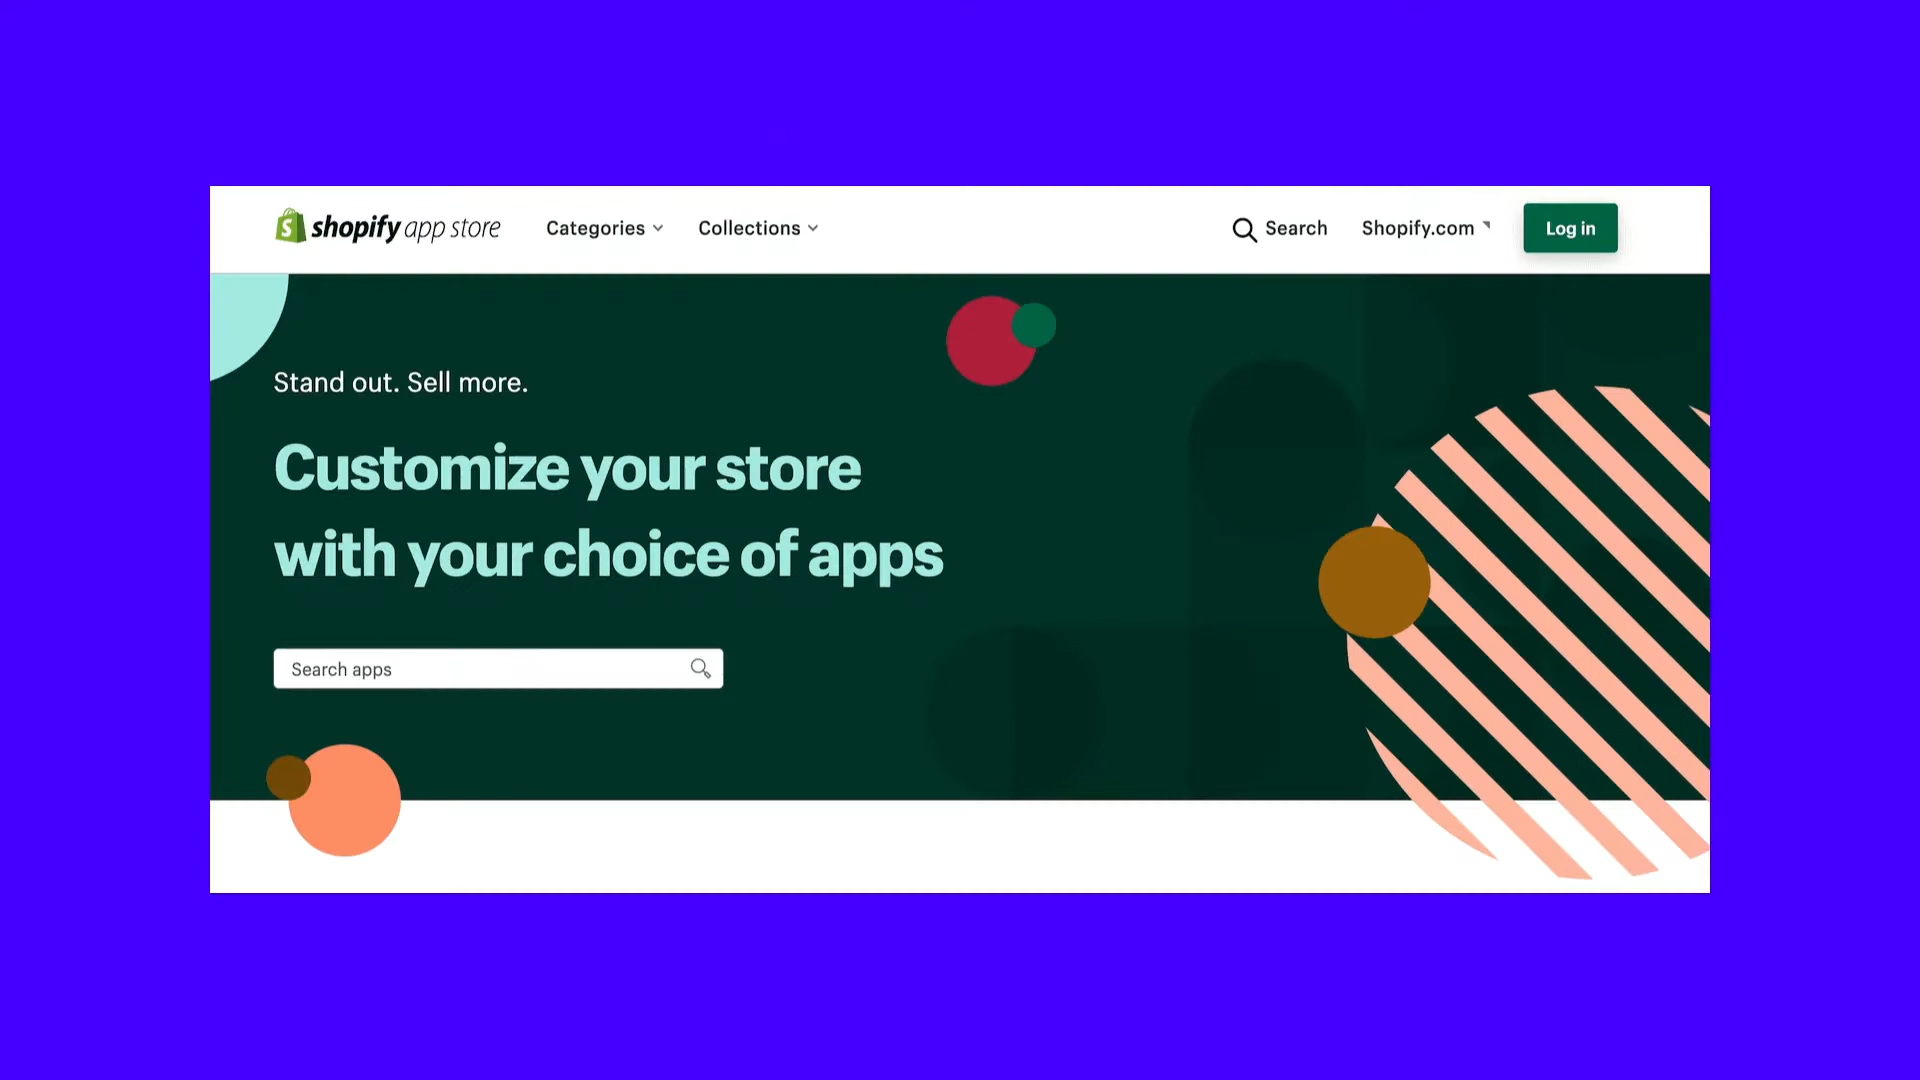 shopify app store Categories Collections Search Shopify.com Log in
Stand out. Sell more.
Customize your store
with your choice of apps
Search apps